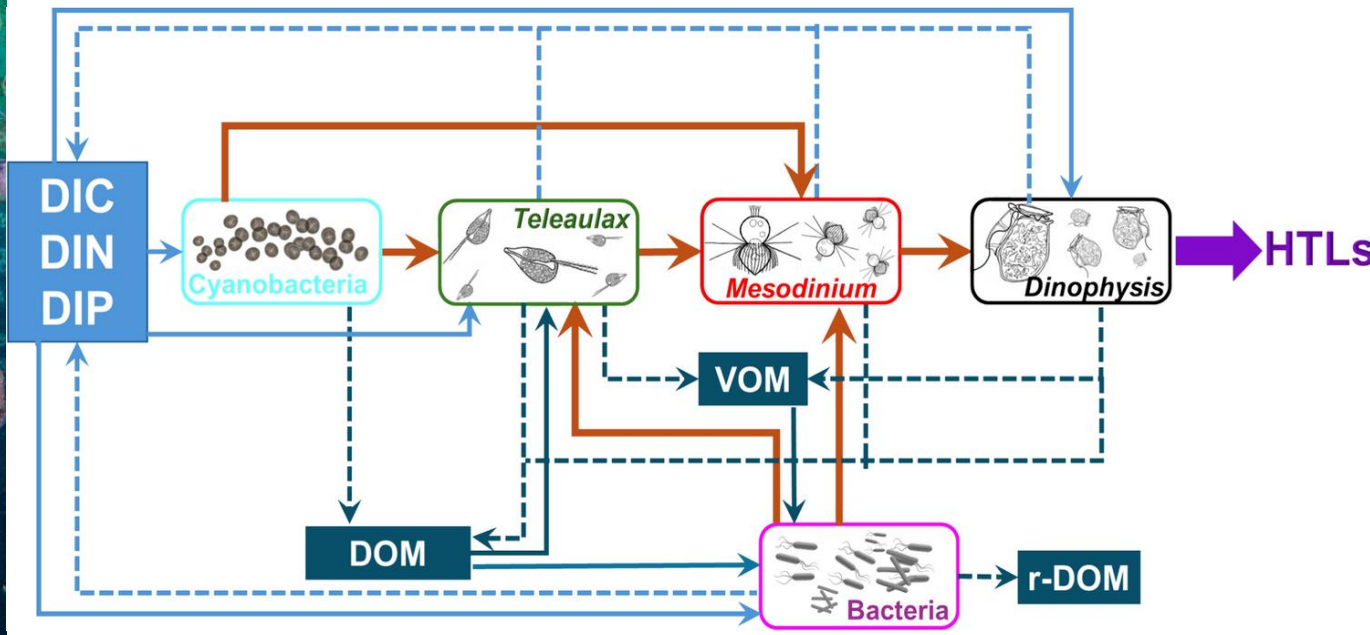 DIC
DIN
DIP
Cyanobacteria
Teleaulax
Mesodinium
Dinophysis
HTLs
VOM
DOM
Bacteria
r-DOM